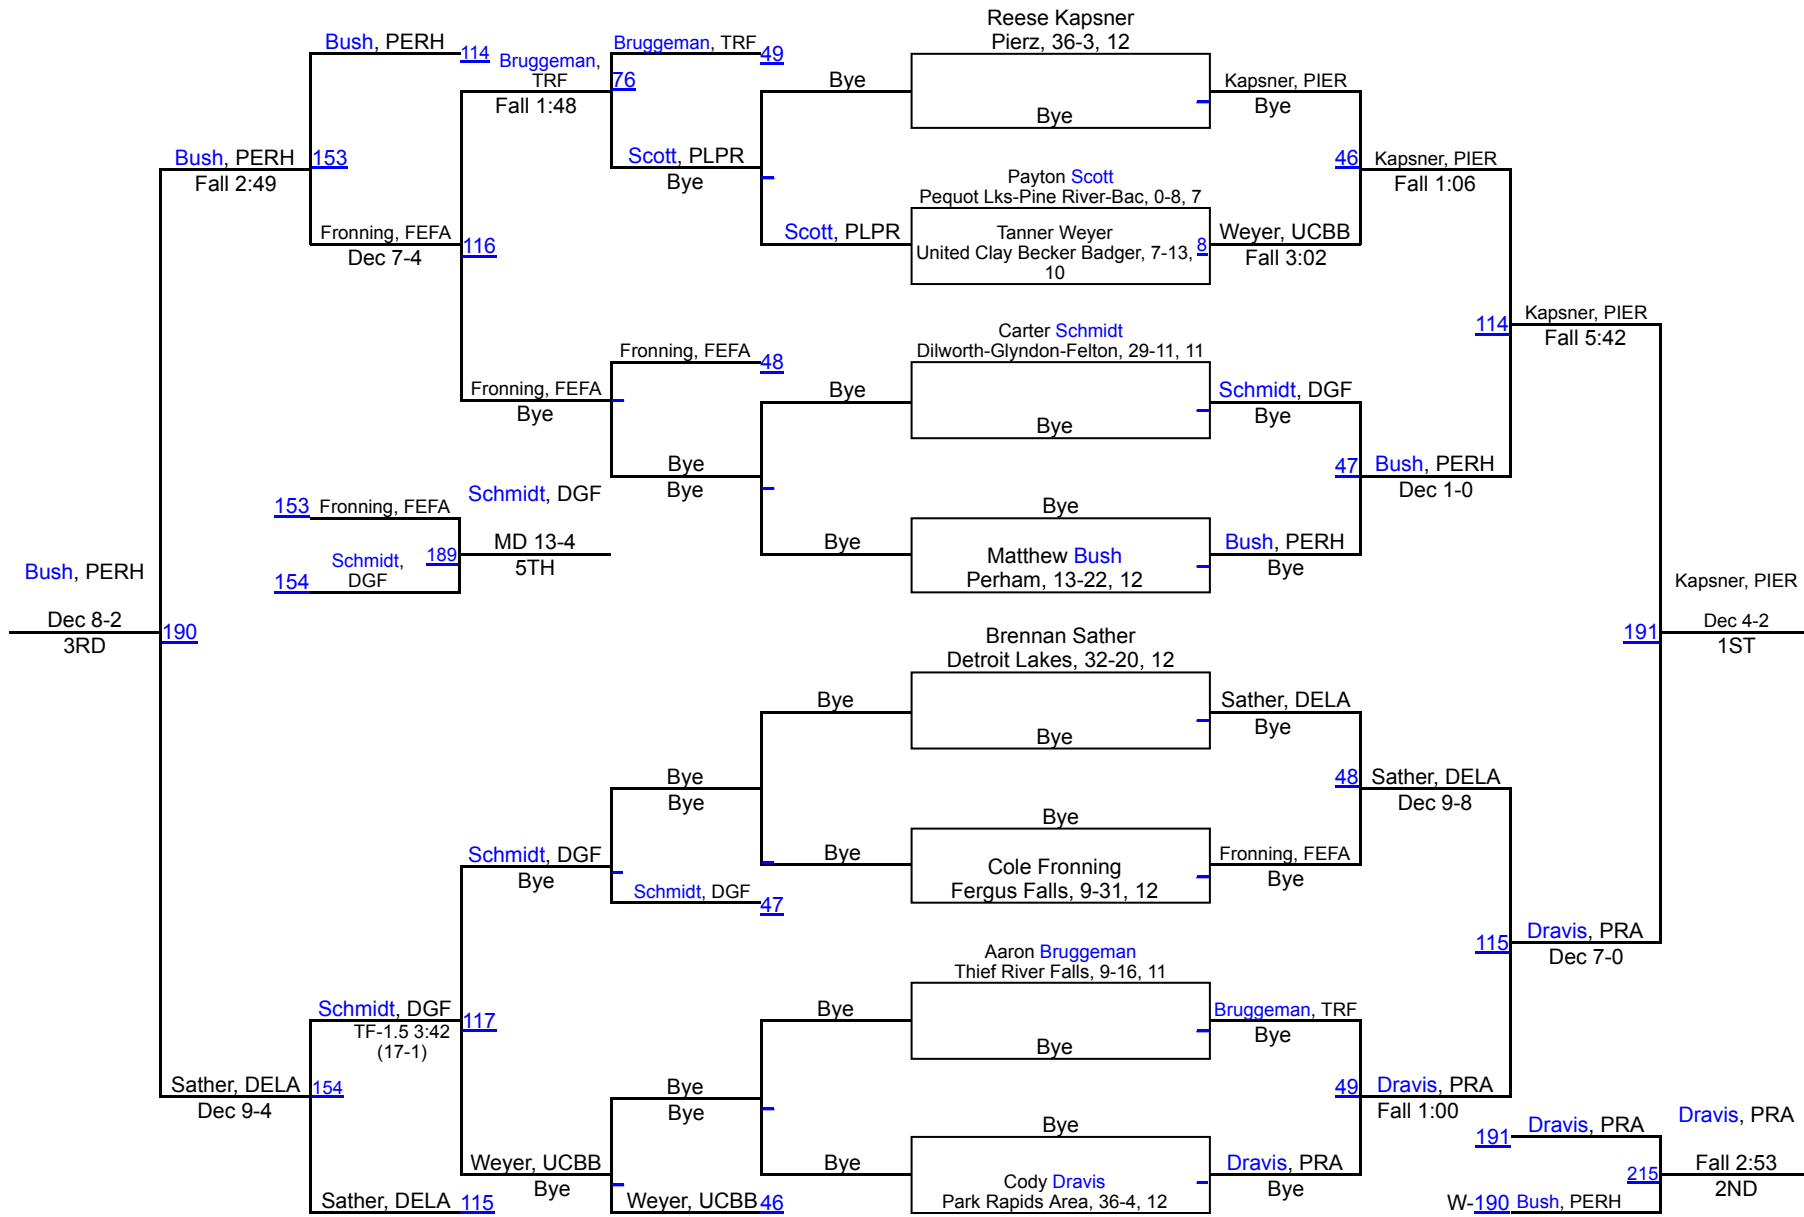 Reese Kapsner
Pierz, 36-3, 12
Bush, PERH
114
Bruggeman,
TRF
Fall 1:48
Bruggeman, TRF
49
76
Bye
Bye
Kapsner, PIER
Bye
Bush, PERH
Fall 2:49
153
Scott, PLPR
Bye
46
Kapsner, PIER
Fall 1:06
Payton Scott
Pequot Lks-Pine River-Bac, 0-8, 7
Fronning, FEFA
Dec 7-4
116
Scott, PLPR
Tanner Weyer
United Clay Becker Badger, 7-13,
10
8
Weyer, UCBB
Fall 3:02
114
Kapsner, PIER
Fall 5:42
Carter Schmidt
Dilworth-Glyndon-Felton, 29-11, 11
Fronning, FEFA
48
Fronning, FEFA
Bye
Bye
Bye
Schmidt, DGF
Bye
Bye
Bye
47
Bush, PERH
Dec 1-0
153
Fronning, FEFA
Schmidt, DGF
Bye
154
Schmidt,
DGF
189
MD 13-4
5TH
Bye
Matthew Bush
Perham, 13-22, 12
Bush, PERH
Bye
Bush, PERH
Dec 8-2
3RD
190
Kapsner, PIER
191
Dec 4-2
1ST
Brennan Sather
Detroit Lakes, 32-20, 12
Bye
Bye
Sather, DELA
Bye
Bye
Bye
48
Sather, DELA
Dec 9-8
Bye
Schmidt, DGF
Bye
Bye
Cole Fronning
Fergus Falls, 9-31, 12
Fronning, FEFA
Bye
Schmidt, DGF
47
115
Dravis, PRA
Dec 7-0
Aaron Bruggeman
Thief River Falls, 9-16, 11
Schmidt, DGF
TF-1.5 3:42
(17-1)
117
Bye
Bye
Bruggeman, TRF
Bye
Sather, DELA
Dec 9-4
154
Bye
Bye
49
Dravis, PRA
Fall 1:00
Bye
191
Dravis, PRA
Dravis, PRA
Weyer, UCBB
Bye
Bye
Cody Dravis
Park Rapids Area, 36-4, 12
Dravis, PRA
Bye
215
Fall 2:53
2ND
Sather, DELA
115
Weyer, UCBB
46
W-190
Bush, PERH